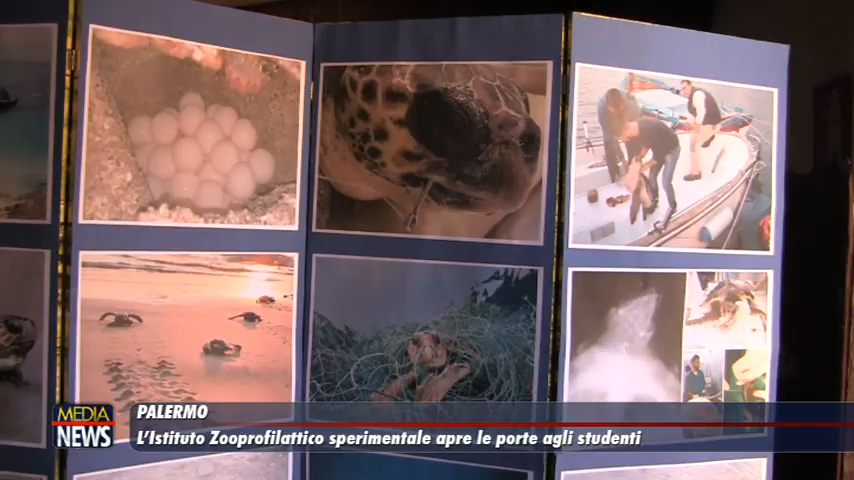 MEDIA
NEWS
PALERMO
L'Istituto Zooprofilattico sperimentale apre le porte agli studenti